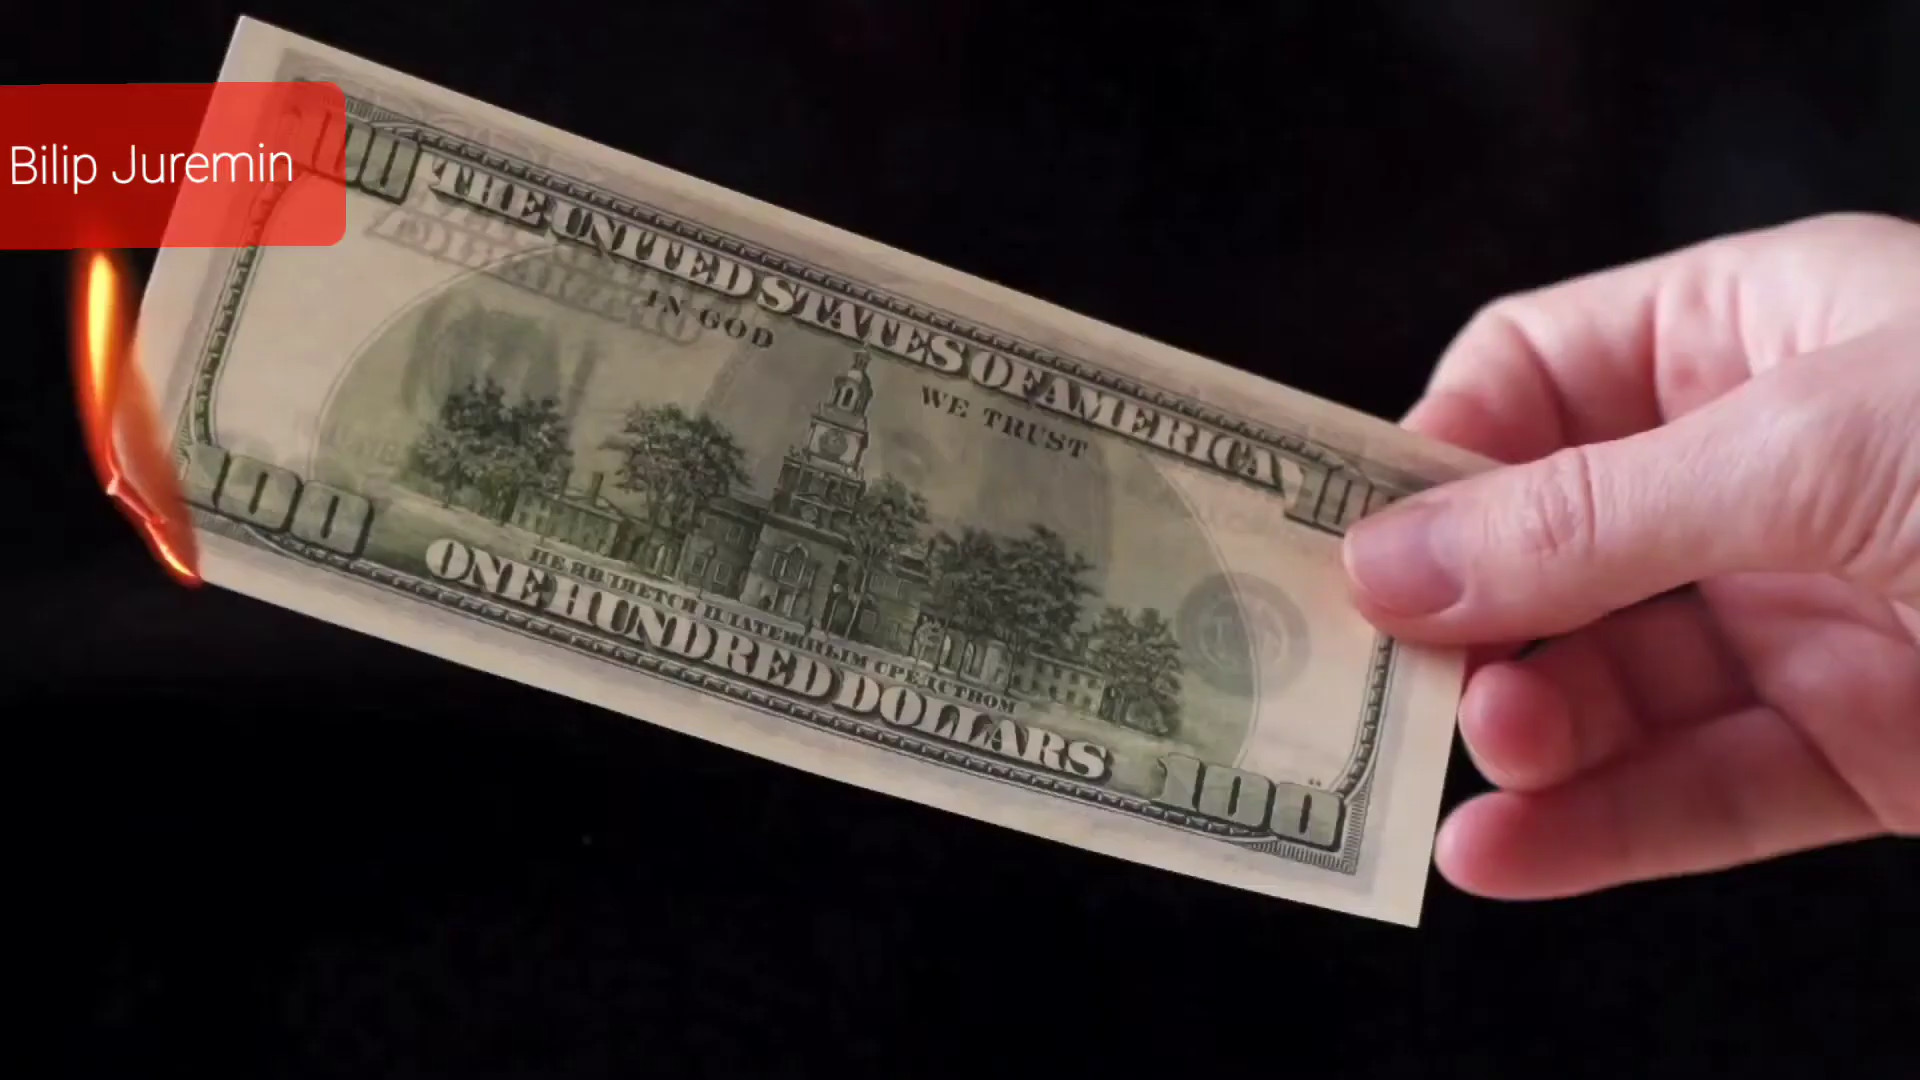 Bilip Juremin
100
THE UNITED STATES OF AMERICA
100
IN GOD
WE TRUST
100
НЕ ЯВЛЯЕТСЯ ПЛАТЕЖНЫМ СРЕДСТВОМ
ONE HUNDRED DOLLARS
100